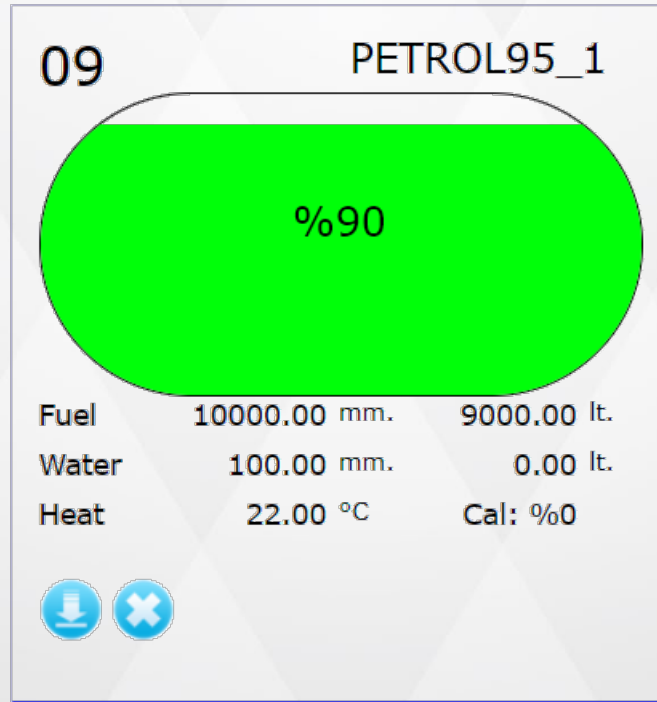 09 PETROL95_1
%90
Fuel 10000.00 mm. 9000.00 lt.
Water 100.00 mm. 0.00 lt.
Heat 22.00 °C Cal: %0